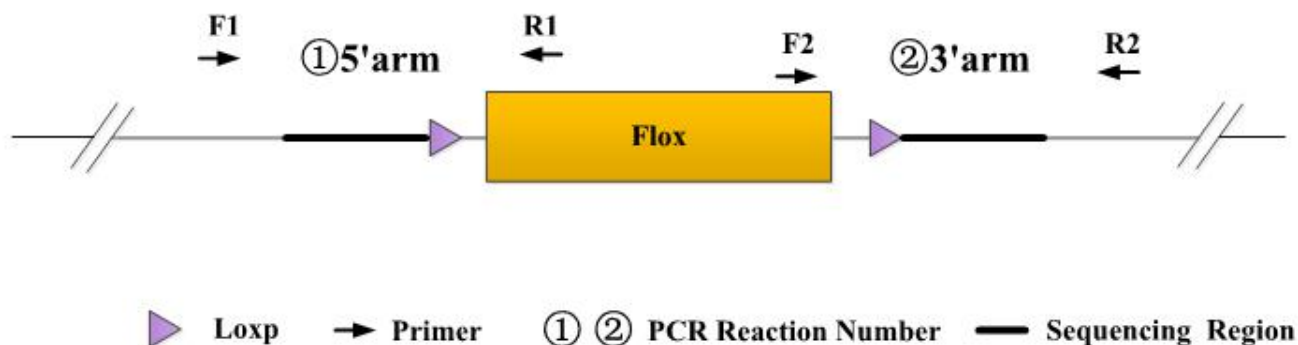 F1
①5'arm
R1
F2
②3'arm
R2
Flox
Loxp
Primer
① ② PCR Reaction Number
Sequencing Region